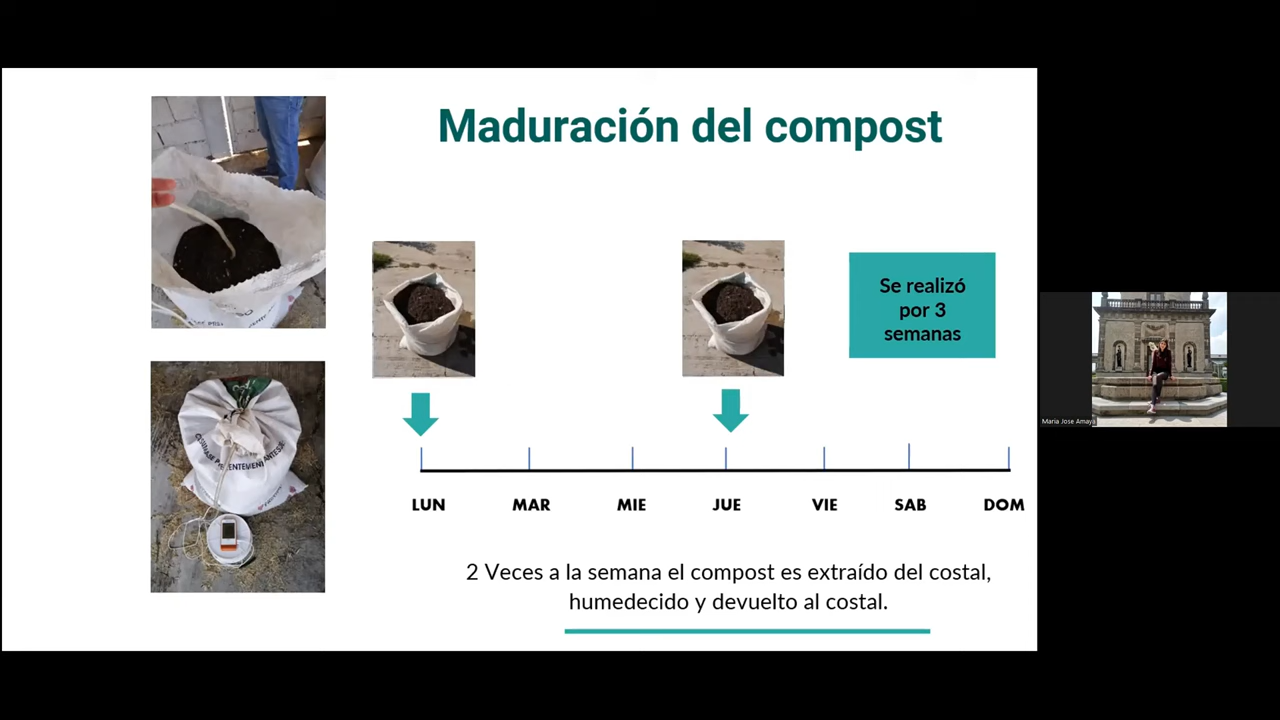 Maduración del compost
Se realizó
por 3
semanas
LUN MAR MIE JUE VIE SAB DOM
2 Veces a la semana el compost es extraído del costal,
humedecido y devuelto al costal.
Maria Jose Amaya